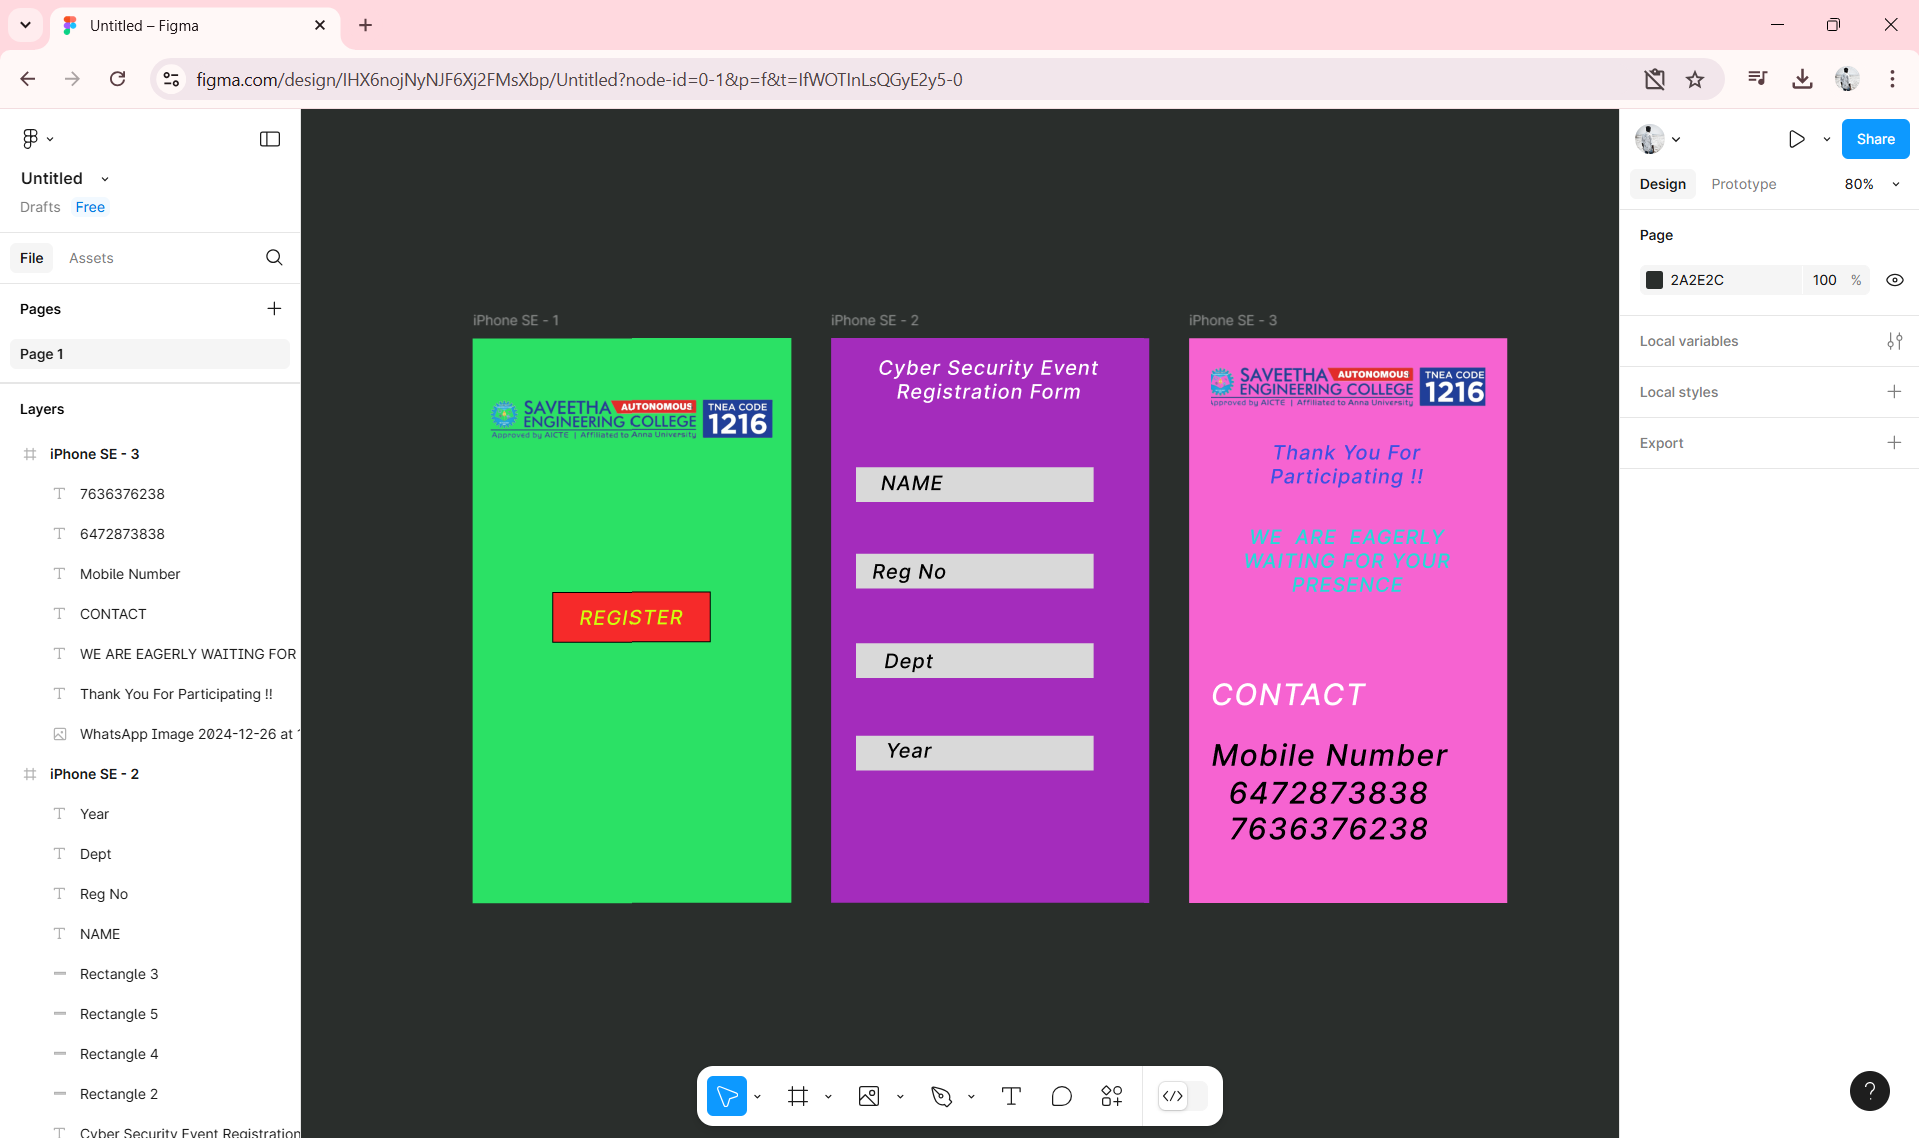 Untitled – Figma
figma.com/design/IHX6nojNyNJF6Xj2FMsXbp/Untitled?node-id=0-1&p=f&t=IfWOTInLsQGyE2y5-0
Untitled
Drafts Free
File Assets
Pages
Page 1
Layers
iPhone SE - 3
7636376238
6472873838
Mobile Number
CONTACT
WE ARE EAGERLY WAITING FOR
Thank You For Participating !!
WhatsApp Image 2024-12-26 at
iPhone SE - 2
Year
Dept
Reg No
NAME
Rectangle 3
Rectangle 5
Rectangle 4
Rectangle 2
Cyber Security Event Registration
iPhone SE - 1
SAVEETHA AUTONOMOUS
ENGINEERING COLLEGE
Approved by AICTE | Affiliated to Anna University
TNEA CODE
1216
REGISTER
iPhone SE - 2
Cyber Security Event
Registration Form
NAME
Reg No
Dept
Year
iPhone SE - 3
SAVEETHA AUTONOMOUS
ENGINEERING COLLEGE
Approved by AICTE | Affiliated to Anna University
TNEA CODE
1216
Thank You For
Participating !!
WE ARE EAGERLY
WAITING FOR YOUR
PRESENCE
CONTACT
Mobile Number
6472873838
7636376238
Share
Design Prototype 80%
Page
2A2E2C 100 %
Local variables
Local styles
Export
?